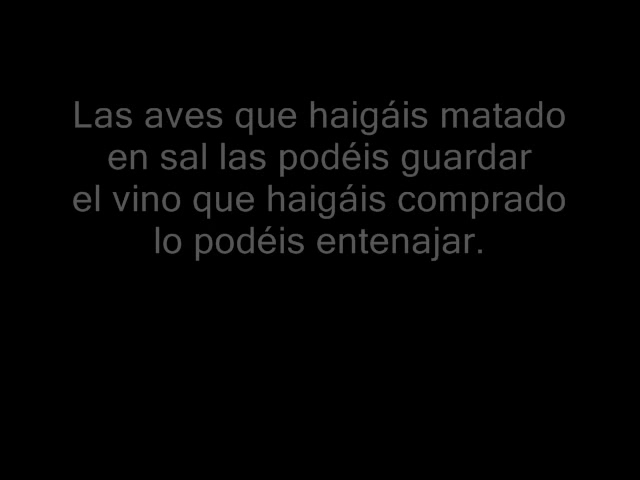 Las aves que haigáis matado
en sal las podéis guardar
el vino que haigáis comprado
lo podéis entenajar.